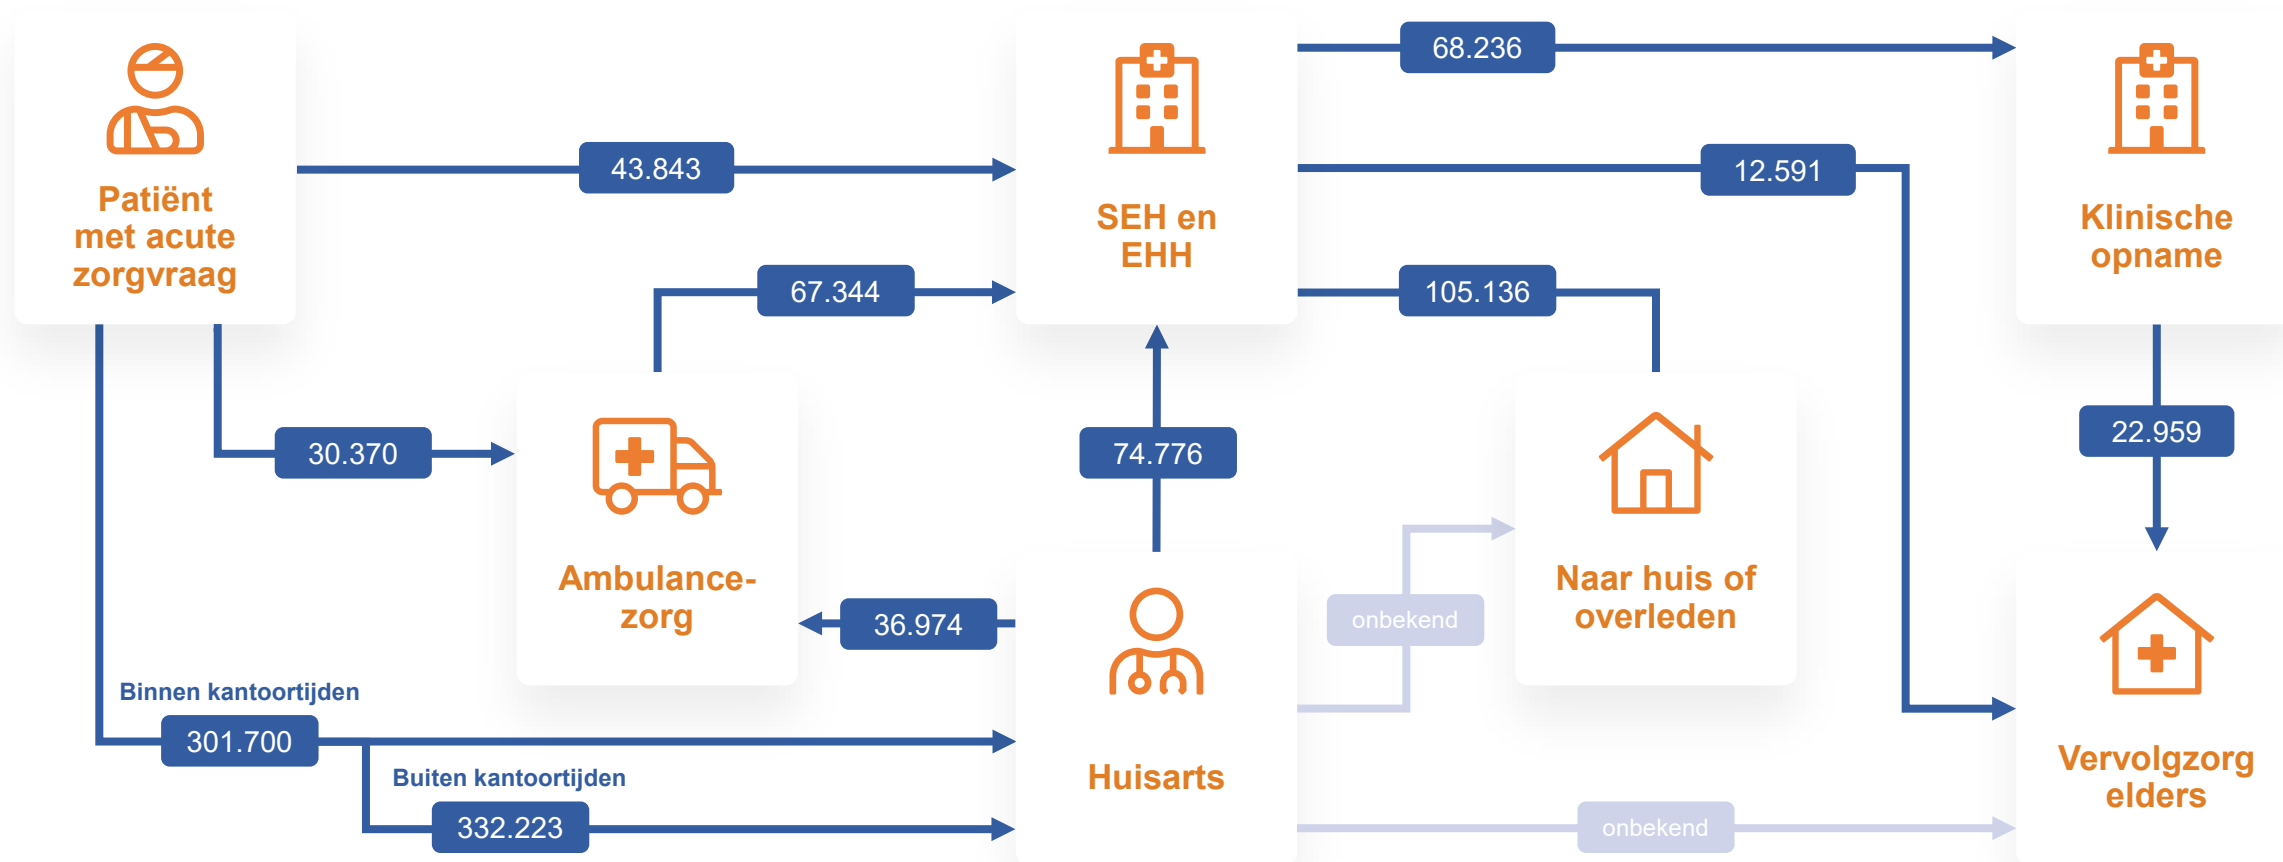 68.236
43.843
12.591
Patiënt
met acute
zorgvraag
SEH en
EHH
Klinische
opname
67.344
105.136
30.370
74.776
22.959
Ambulance-
zorg
Naar huis of
overleden
36.974
onbekend
Binnen kantoortijden
301.700
Buiten kantoortijden
332.223
Huisarts
Vervolgzorg
elders
onbekend